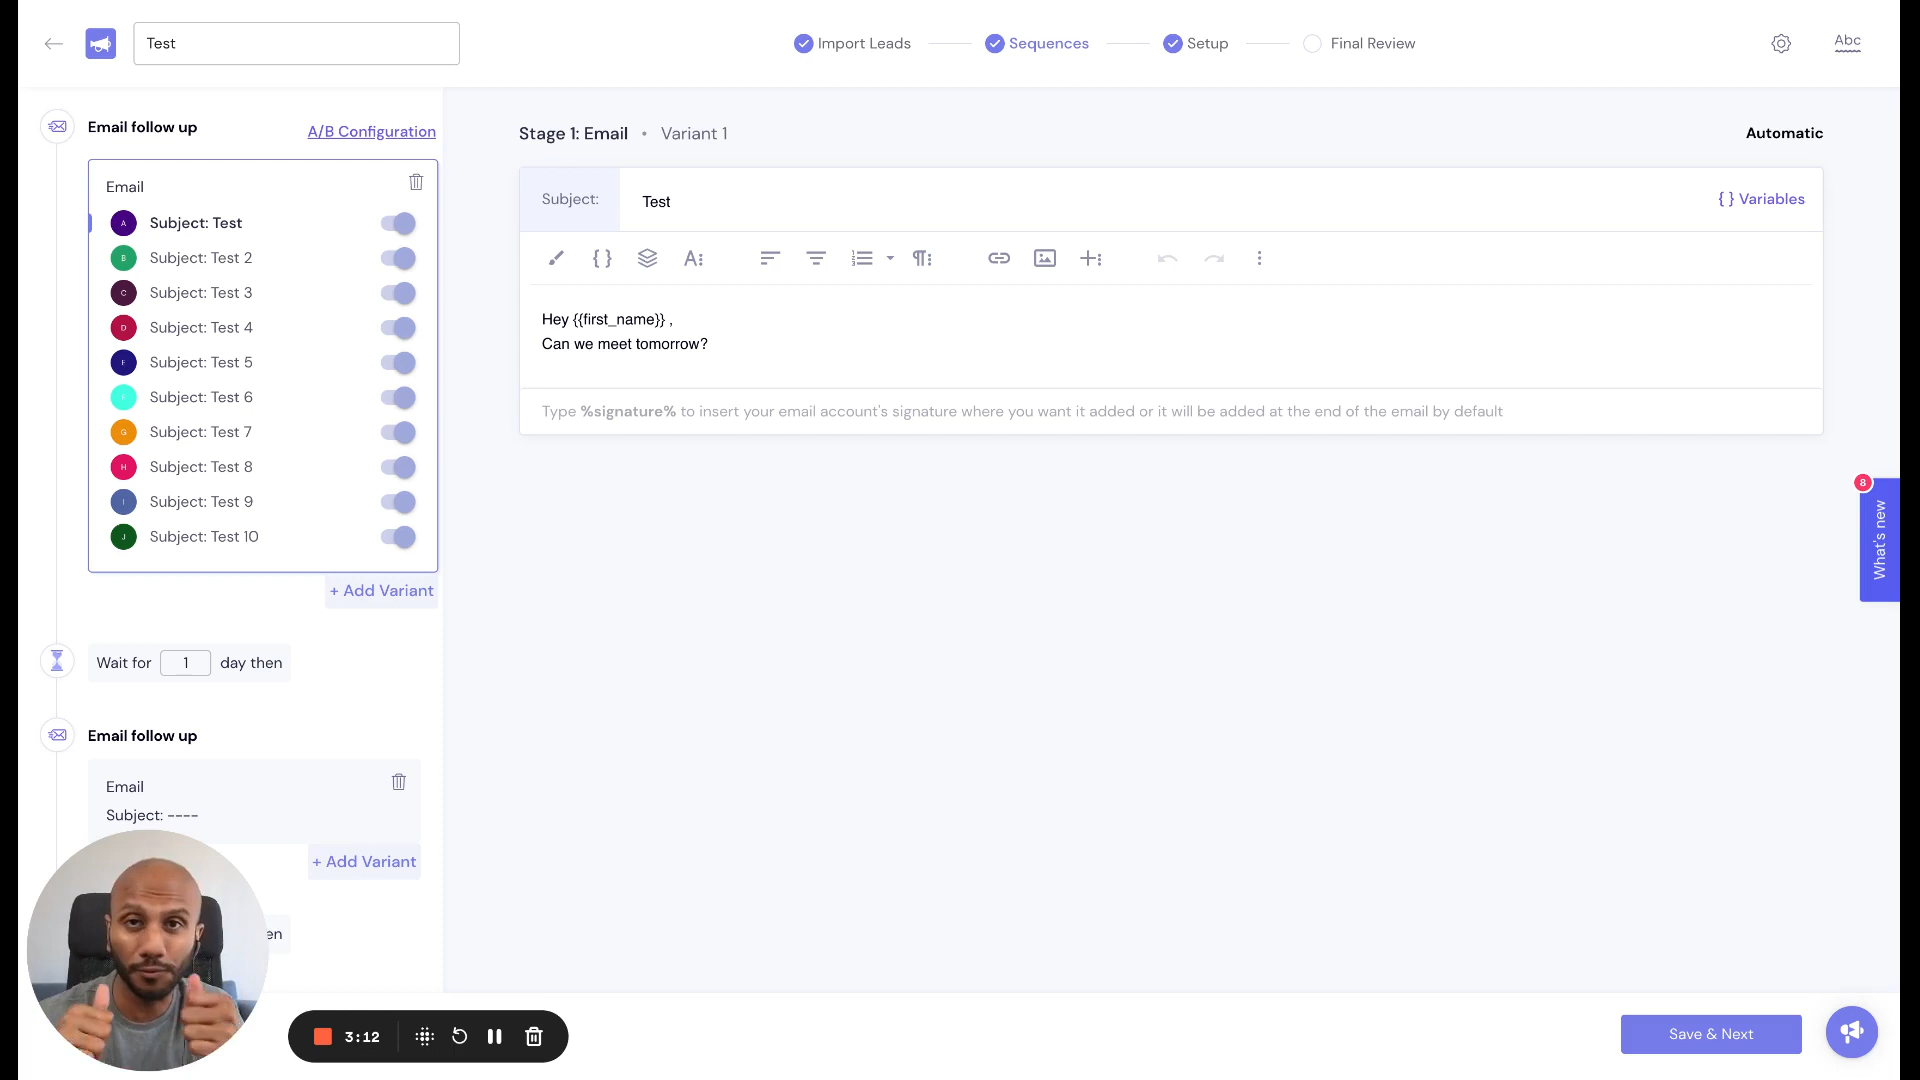 Test
Import Leads
Sequences
Setup
Final Review
Abc
Email follow up
A/B Configuration
Email
A Subject: Test
B Subject: Test 2
C Subject: Test 3
D Subject: Test 4
E Subject: Test 5
F Subject: Test 6
G Subject: Test 7
H Subject: Test 8
I Subject: Test 9
J Subject: Test 10
+ Add Variant
Wait for 1 day then
Email follow up
Email
Subject: ----
+ Add Variant
en
Stage 1: Email • Variant 1
Automatic
Subject: Test
{ } Variables
Hey {{first_name}} ,
Can we meet tomorrow?
Type %signature% to insert your email account's signature where you want it added or it will be added at the end of the email by default
8
What's new
3:12
Save & Next